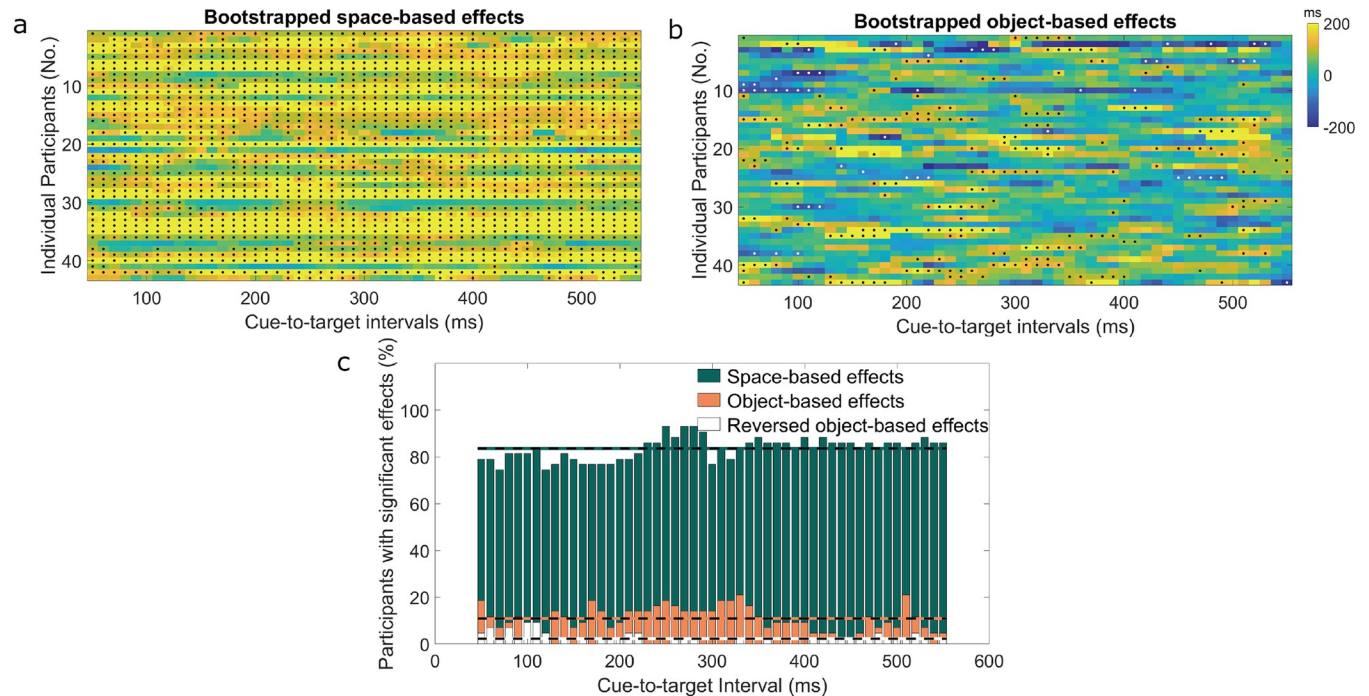 a
Bootstrapped space-based effects
Individual Participants (No.)
10
20
30
40
100
200
300
400
500
Cue-to-target intervals (ms)
b
Bootstrapped object-based effects
ms
200
0
-200
Individual Participants (No.)
10
20
30
40
100
200
300
400
500
Cue-to-target intervals (ms)
c
Participants with significant effects (%)
Space-based effects
Object-based effects
Reversed object-based effects
100
80
60
40
20
0
0
100
200
300
400
500
600
Cue-to-target Interval (ms)